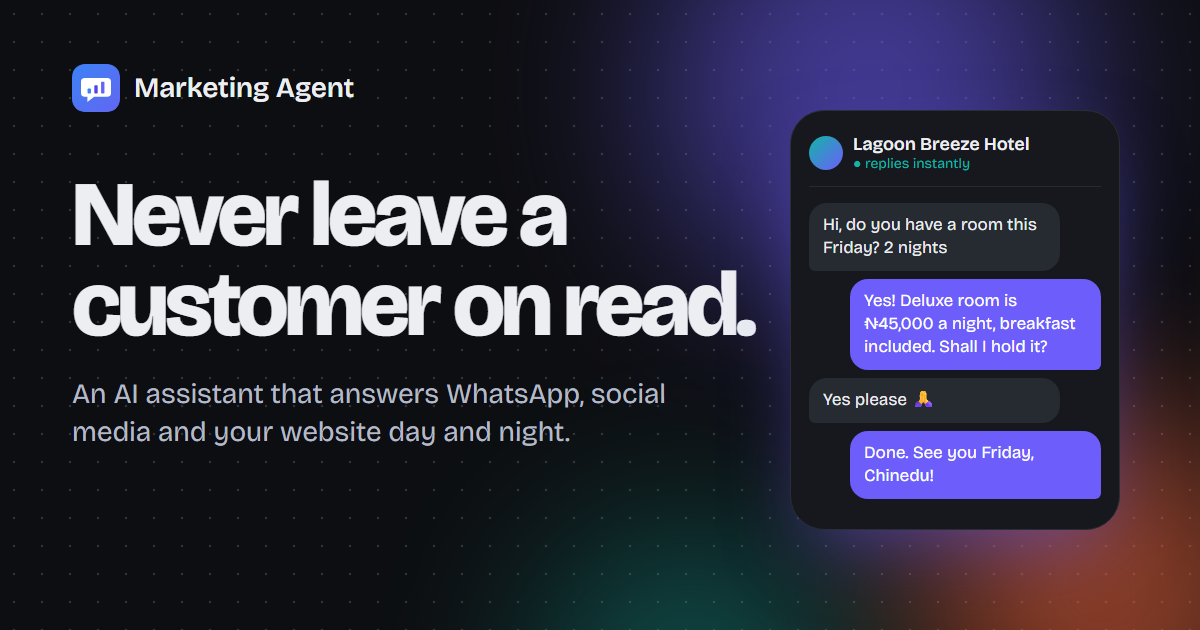 Marketing Agent
Never leave a
customer on read.
An AI assistant that answers WhatsApp, social
media and your website day and night.
Lagoon Breeze Hotel
● replies instantly
Hi, do you have a room this
Friday? 2 nights
Yes! Deluxe room is
₦45,000 a night, breakfast
included. Shall I hold it?
Yes please 🙏
Done. See you Friday,
Chinedu!